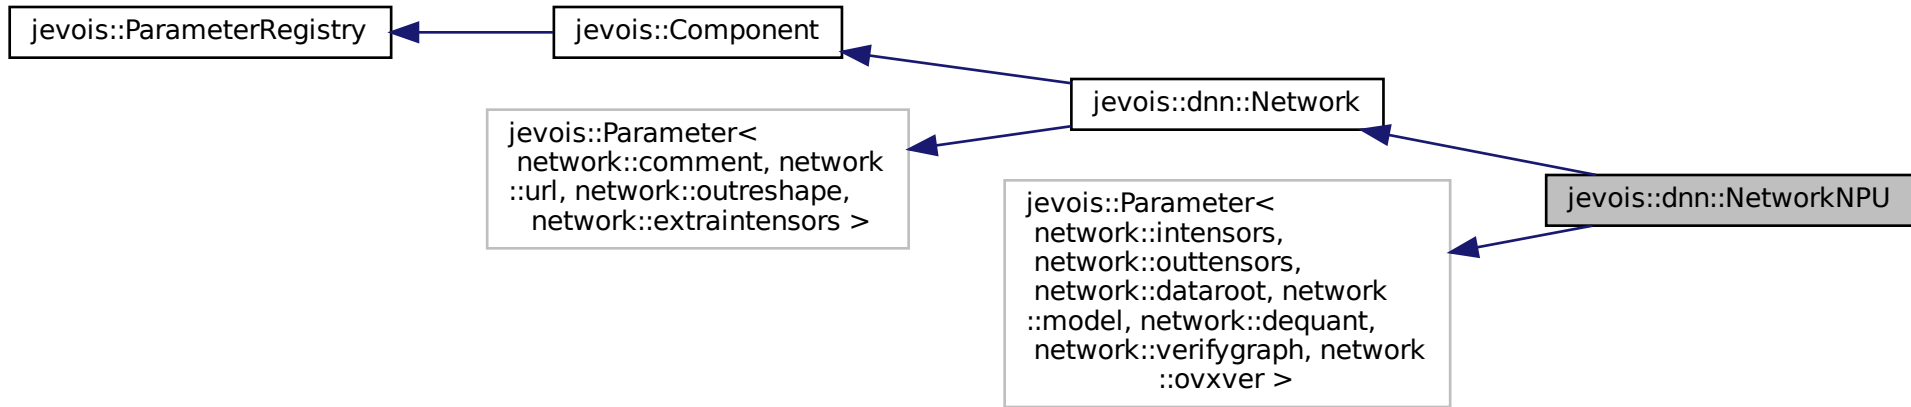 jevois::ParameterRegistry
jevois::Component
jevois::dnn::Network
jevois::Parameter<
network::comment, network
::url, network::outreshape,
network::extraintensors >
jevois::dnn::NetworkNPU
jevois::Parameter<
network::intensors,
network::outtensors,
network::dataroot, network
::model, network::dequant,
network::verifygraph, network
::ovxver >